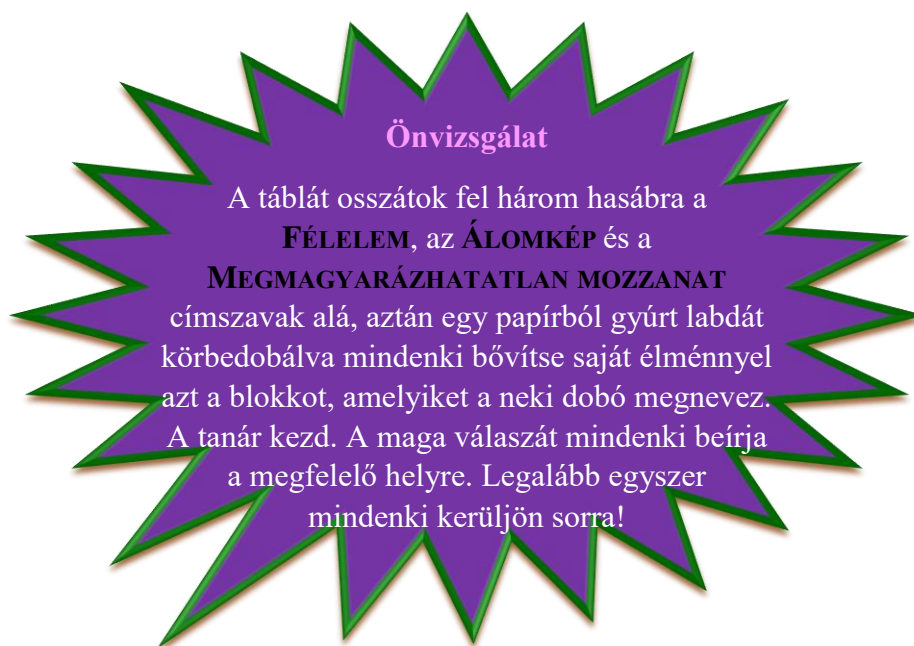 Önvizsgálat
A táblát osszátok fel három hasábra a
FÉLELEM, az ÁLOMKÉP és a
MEGMAGYARÁZHATATLAN MOZZANAT
címszavak alá, aztán egy papírból gyúrt labdát
körbedobálva mindenki bővítse saját élménnyel
azt a blokkot, amelyiket a neki dobó megnevez.
A tanár kezd. A maga válaszát mindenki beírja
a megfelelő helyre. Legalább egyszer
mindenki kerüljön sorra!